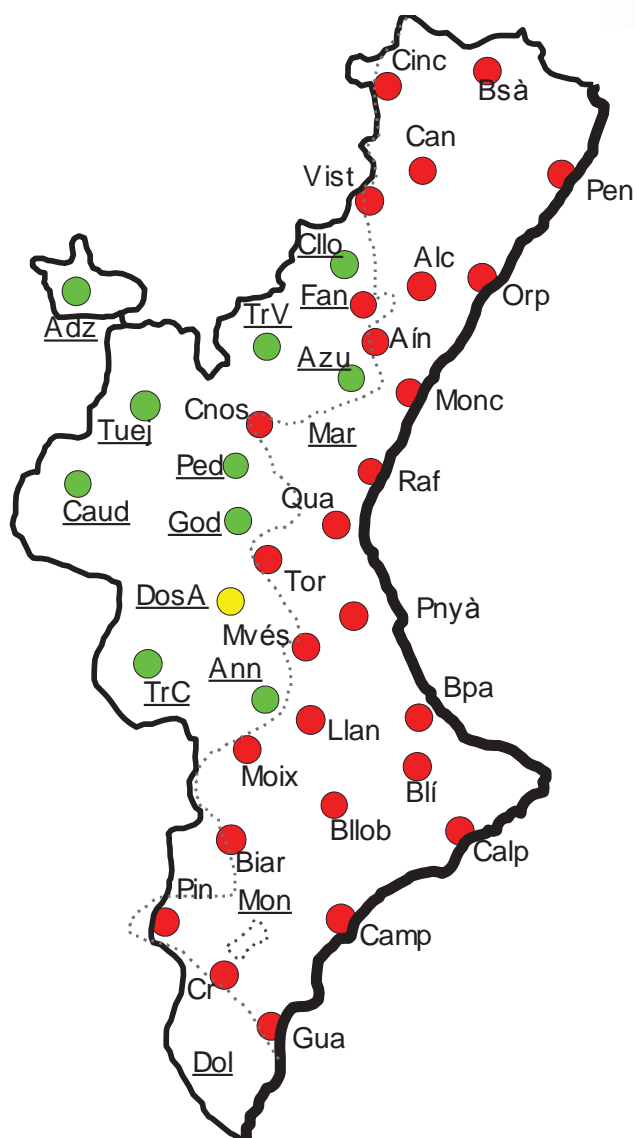 Cinc
Bsà
Can
Pen
Vist
Cllo
Alc
Orp
Adz
Fan
TrV
Aín
Azu
Monc
Cnos
Mar
Tuej
Ped
Raf
Caud
Qua
God
Tor
DosA
Pnyà
Mvés
Ann
TrC
Bpa
Llan
Moix
Blí
Bllob
Calp
Biar
Pin
Mon
Camp
Cr
Gua
Dol